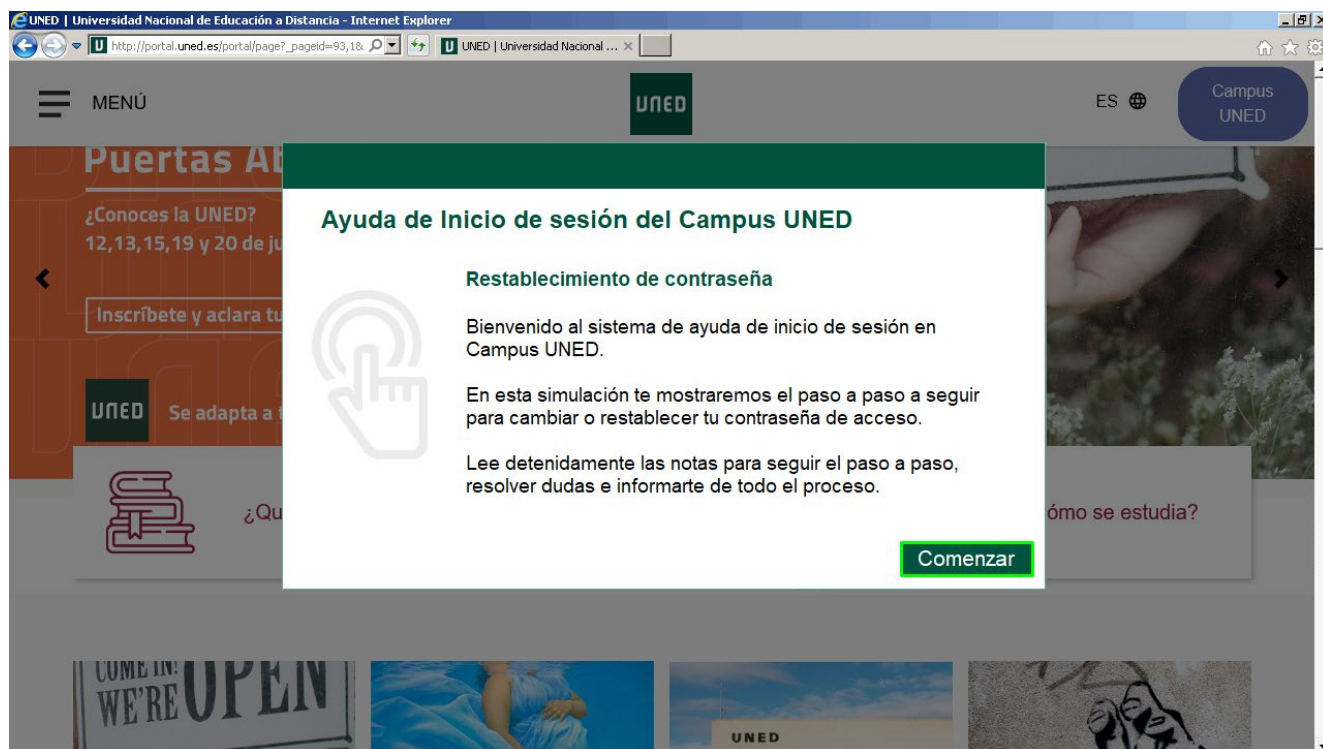 UNED | Universidad Nacional de Educación a Distancia - Internet Explorer
http://portal.uned.es/portal/page?_pageid=93,18
UNED | Universidad Nacional ...
MENÚ
UNED
ES
Campus
UNED
Puertas
¿Conoces la UNED?
12,13,15,19 y 20 de
Inscríbete y aclara
UNED
Se adapta a
Ayuda de Inicio de sesión del Campus UNED
Restablecimiento de contraseña
Bienvenido al sistema de ayuda de inicio de sesión en
Campus UNED.
En esta simulación te mostraremos el paso a paso a seguir
para cambiar o restablecer tu contraseña de acceso.
Lee detenidamente las notas para seguir el paso a paso,
resolver dudas e informarte de todo el proceso.
Comenzar
se estudia?
COME IN!
WE'RE OPEN
UNED